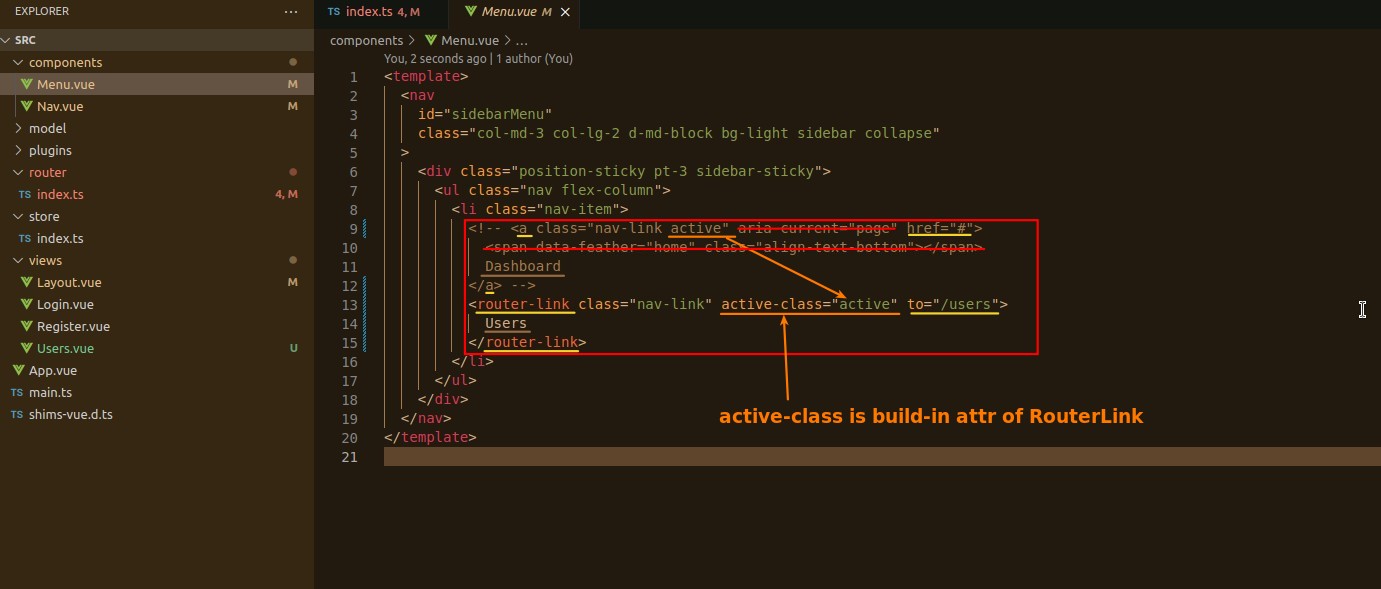 EXPLORER ...
SRC
components
Menu.vue M
Nav.vue M
model
plugins
router
TS index.ts 4, M
store
TS index.ts
views
Layout.vue M
Login.vue
Register.vue
Users.vue U
App.vue
TS main.ts
TS shims-vue.d.ts
TS index.ts 4, M Menu.vue M
components > Menu.vue > ...
You, 2 seconds ago | 1 author (You)
1 <template>
2 <nav
3 id="sidebarMenu"
4 class="col-md-3 col-lg-2 d-md-block bg-light sidebar collapse"
5 >
6 <div class="position-sticky pt-3 sidebar-sticky">
7 <ul class="nav flex-column">
8 <li class="nav-item">
9 <!-- <a class="nav-link active" aria-current="page" href="#">
10 <span data-feather="home" class="align-text-bottom"></span>
11 Dashboard
12 </a> -->
13 <router-link class="nav-link" active-class="active" to="/users">
14 Users
15 </router-link>
16 </li>
17 </ul>
18 </div>
19 </nav>
20 </template>
21
active-class is build-in attr of RouterLink